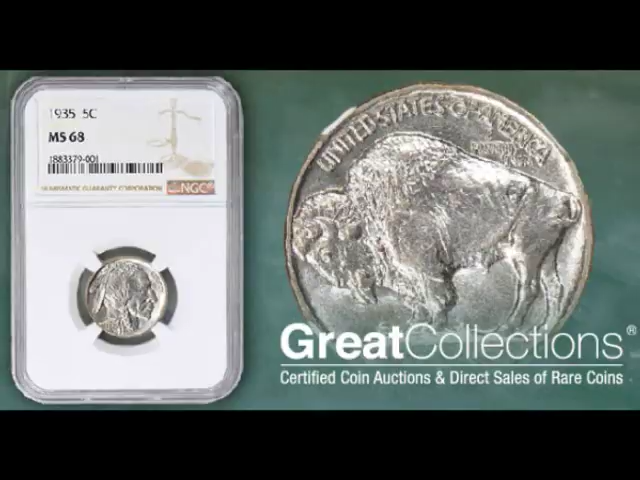 1935 5C
MS 68
1883379-001
NUMISMATIC GUARANTY CORPORATION
NGC
UNITED STATES OF AMERICA
GreatCollections®
Certified Coin Auctions & Direct Sales of Rare Coins